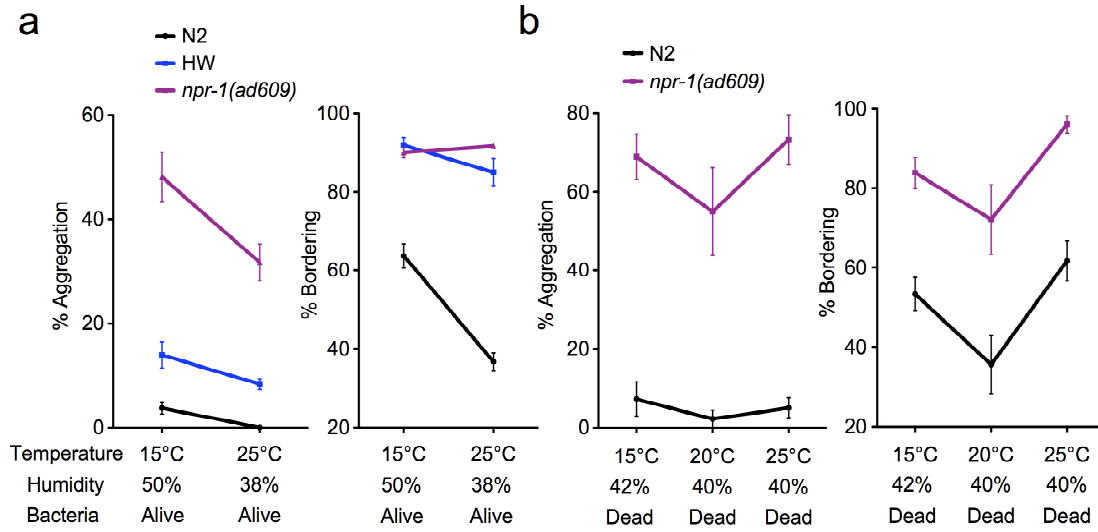 a
N2
HW
npr-1(ad609)
% Aggregation
60
40
20
0
% Bordering
100
80
60
40
20
b
N2
npr-1(ad609)
% Aggregation
80
60
40
20
0
% Bordering
100
80
60
40
20
Temperature 15°C 25°C 15°C 25°C 15°C 20°C 25°C 15°C 20°C 25°C
Humidity 50% 38% 50% 38% 42% 40% 40% 42% 40% 40%
Bacteria Alive Alive Alive Alive Dead Dead Dead Dead Dead Dead